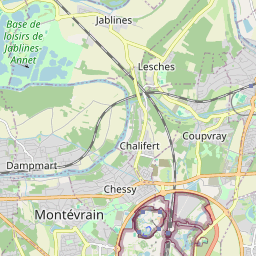 Jablines
Base de
loisirs de
Jablines-
Annet
Lesches
Coupvray
Chalifert
Dampmart
Chessy
Montévrain